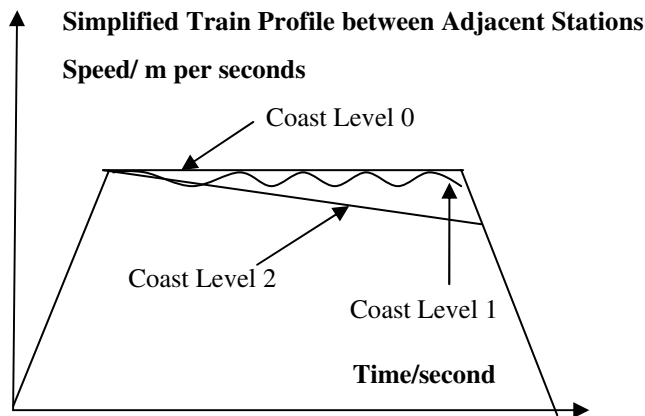 Simplified Train Profile between Adjacent Stations
Speed/ m per seconds
Coast Level 0
Coast Level 2
Coast Level 1
Time/second